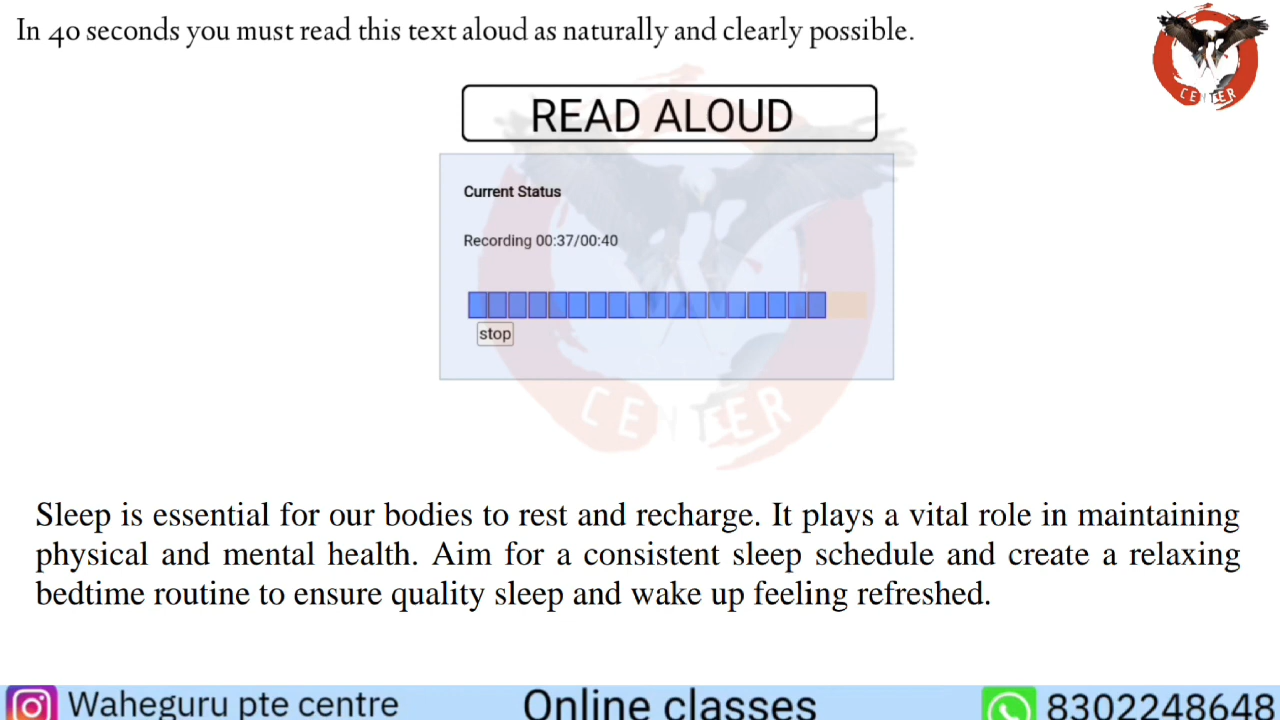 In 40 seconds you must read this text aloud as naturally and clearly possible.
CENTER
READ ALOUD
Current Status
Recording 00:37/00:40
stop
CENTER
Sleep is essential for our bodies to rest and recharge. It plays a vital role in maintaining
physical and mental health. Aim for a consistent sleep schedule and create a relaxing
bedtime routine to ensure quality sleep and wake up feeling refreshed.
Waheguru pte centre Online classes 8302248648